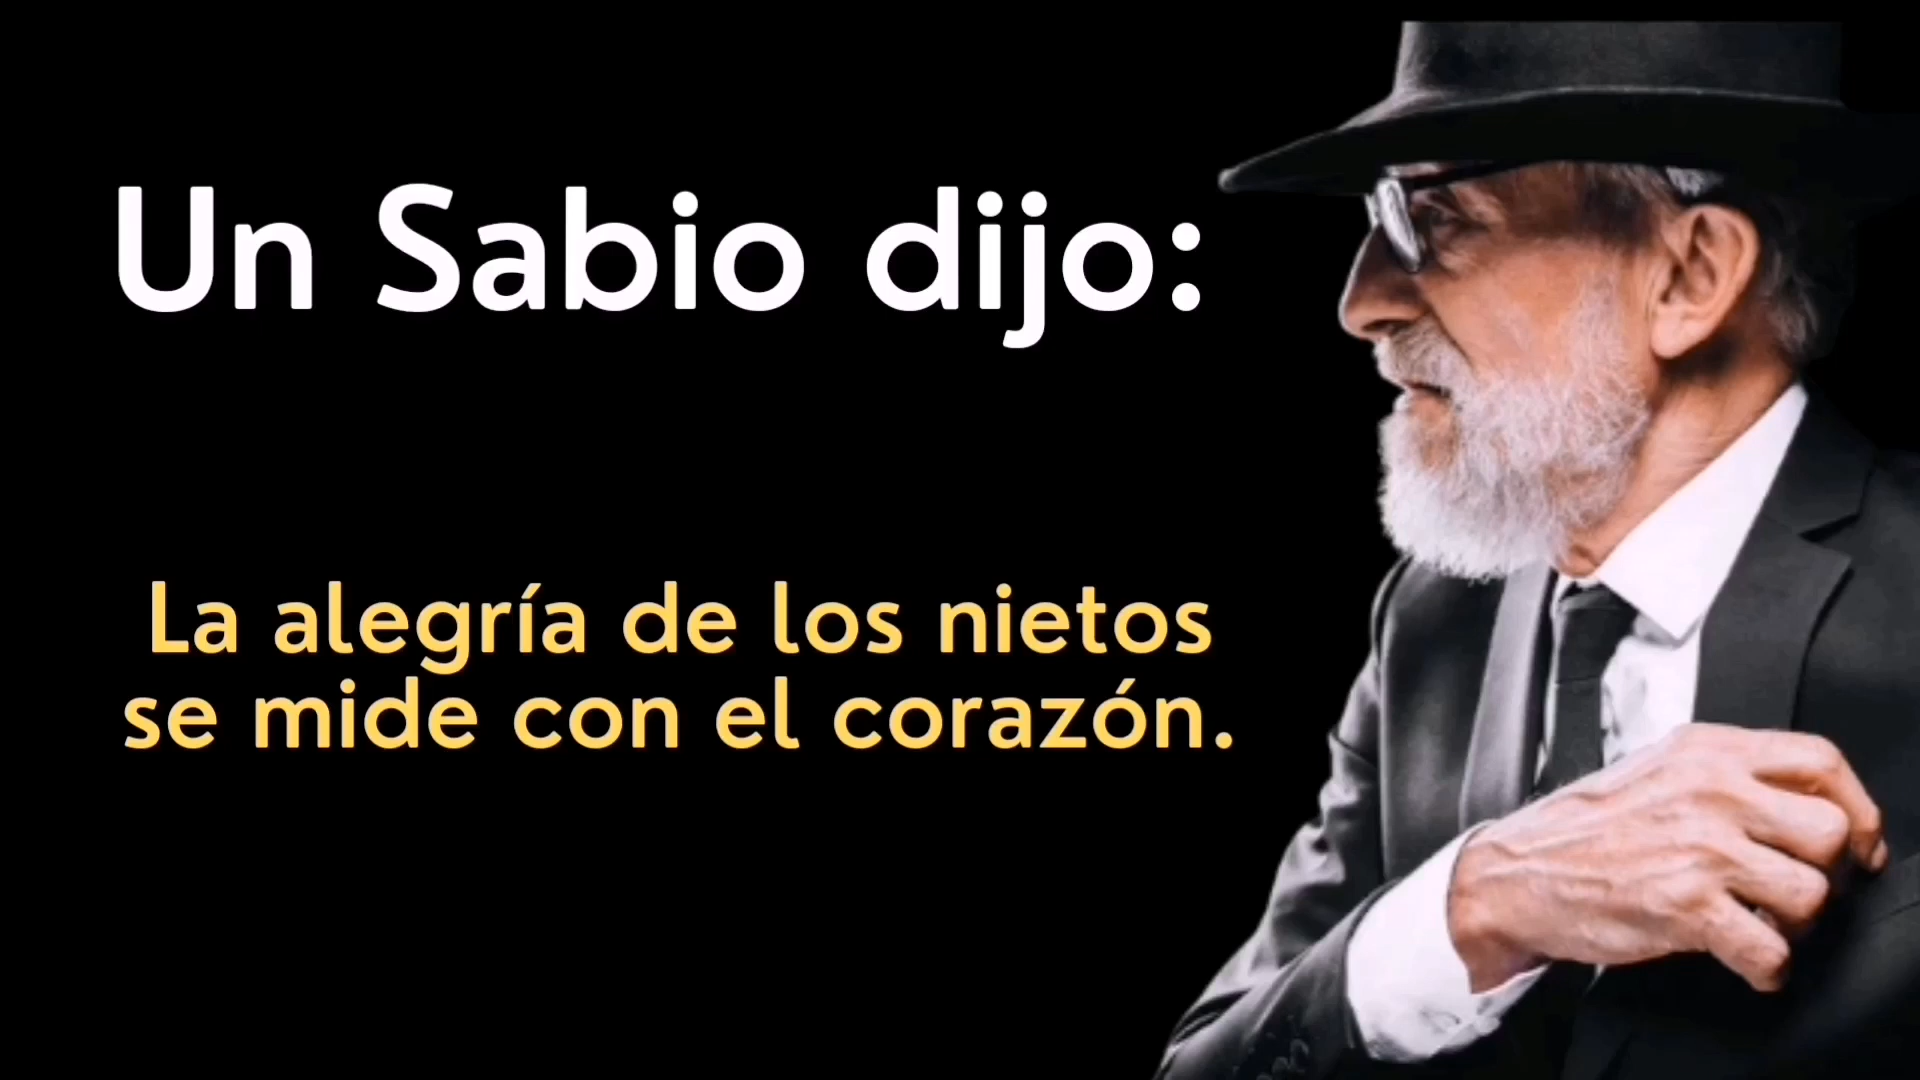 Un Sabio dijo:
La alegría de los nietos
se mide con el corazón.